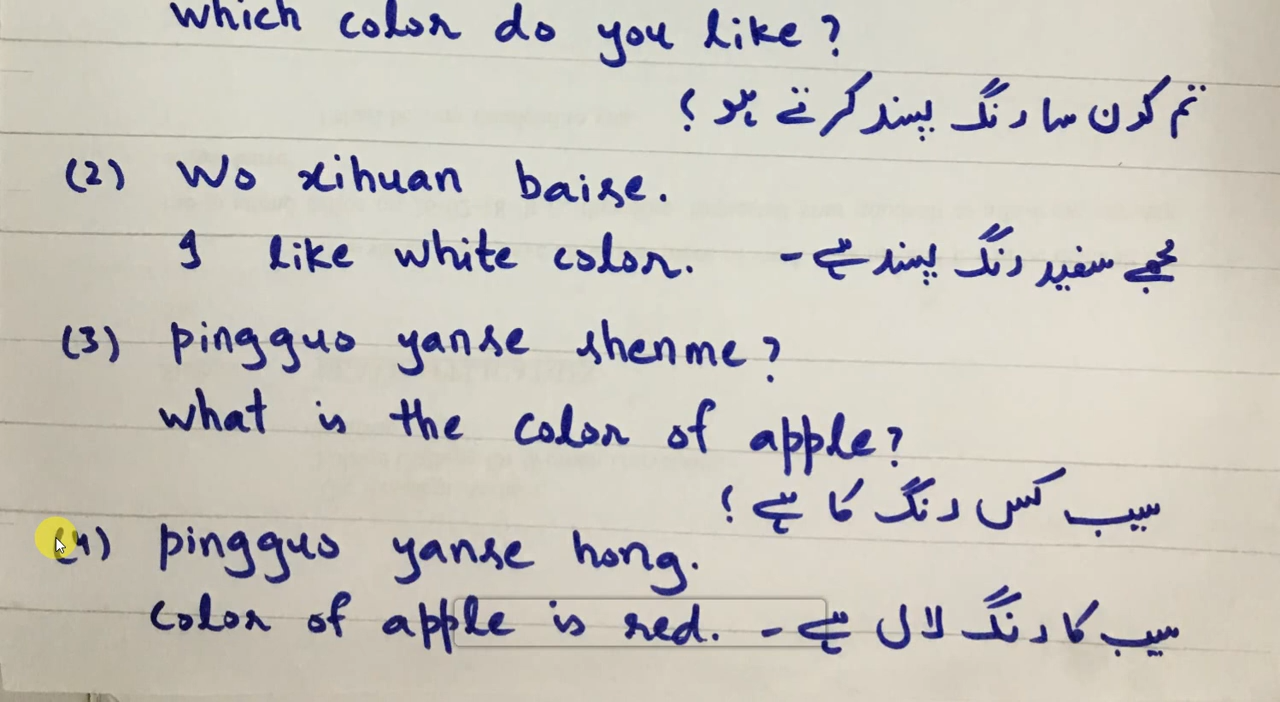 which color do you like?
تم کون سا رنگ پسند کرتے ہو ؟
(2) Wo xihuan baise.
I like white color. مجھے سفید رنگ پسند ہے -
(3) pingguo yanse shenme?
what is the color of apple?
سیب کس رنگ کا ہے ؟
(4) pingguo yanse hong.
color of apple is red. سیب کا رنگ لال ہے -